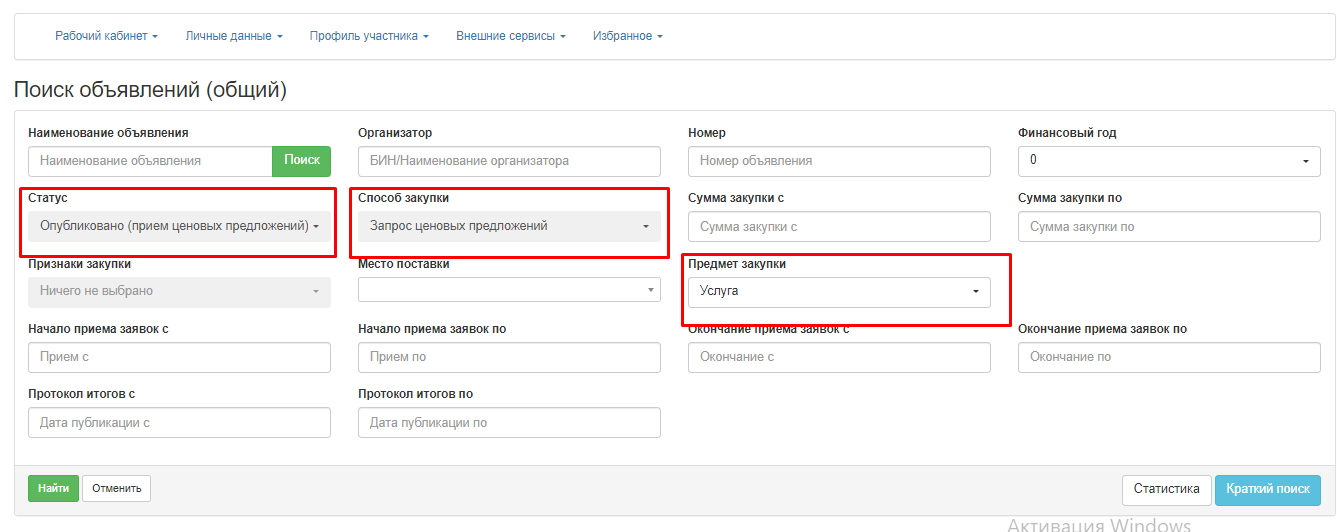 Рабочий кабинет Личные данные Профиль участника Внешние сервисы Избранное
Поиск объявлений (общий)
Наименование объявления Организатор Номер Финансовый год
Наименование объявления Поиск БИН/Наименование организатора Номер объявления 0
Статус Способ закупки Сумма закупки с Сумма закупки по
Опубликовано (прием ценовых предложений) Запрос ценовых предложений Сумма закупки с Сумма закупки по
Признаки закупки Место поставки Предмет закупки
Ничего не выбрано Услуга
Начало приема заявок с Начало приема заявок по Окончание приема заявок с Окончание приема заявок по
Прием с Прием по Окончание с Окончание по
Протокол итогов с Протокол итогов по
Дата публикации с Дата публикации по
Найти Отменить Статистика Краткий поиск
Активация Windows